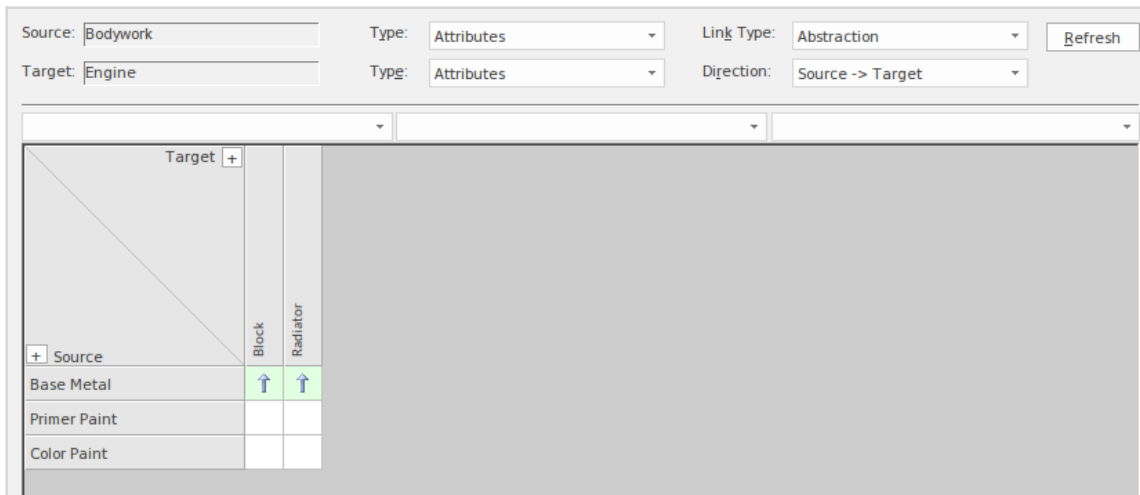 Source: Bodywork Type: Attributes Link Type: Abstraction Refresh
Target: Engine Type: Attributes Direction: Source -> Target
Target +
Block
Radiator
+ Source
Base Metal
Primer Paint
Color Paint